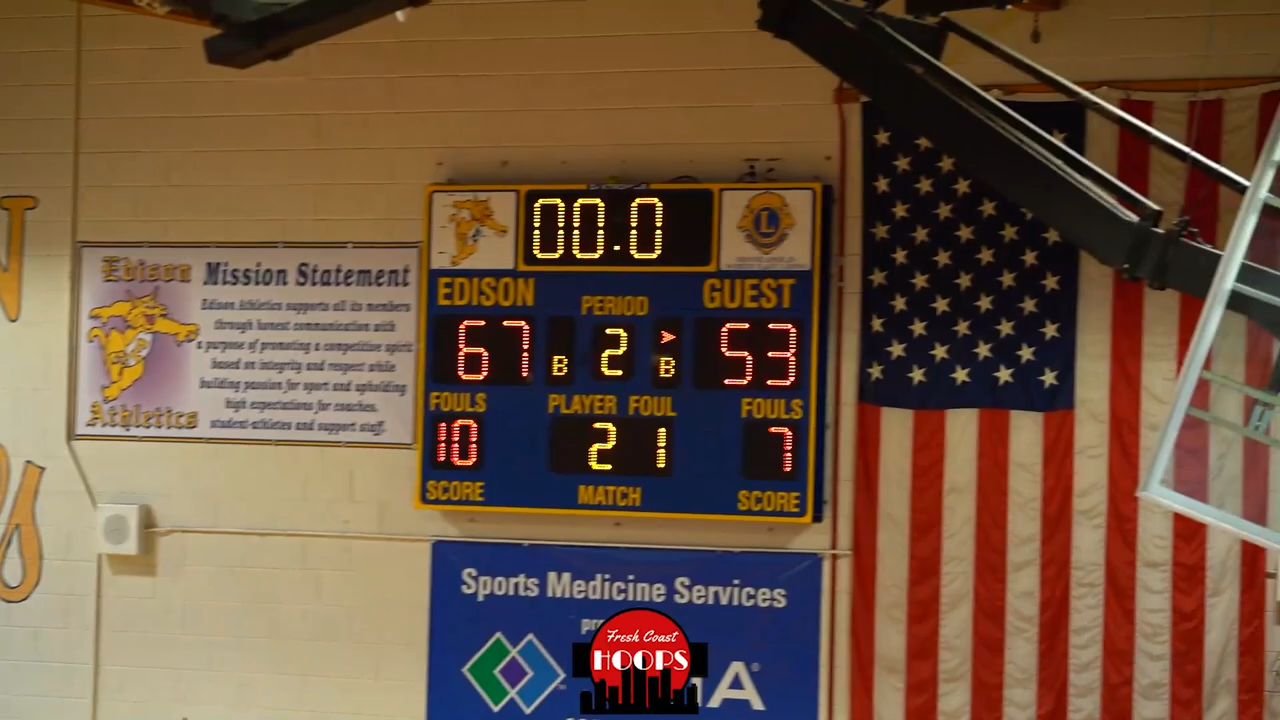 00.0
EDISON
PERIOD
GUEST
67
B
2
B
53
FOULS
PLAYER FOUL
FOULS
10
2 1
7
SCORE
MATCH
SCORE
Edison
Mission Statement
Edison Athletics supports all its members
through honest communication with
a purpose of promoting a competitive spirit
based on integrity and respect while
building passion for sport and upholding
high expectations for coaches,
student-athletes and support staff.
Athletics
L
Sports Medicine Services
Fresh Coast
HOOPS